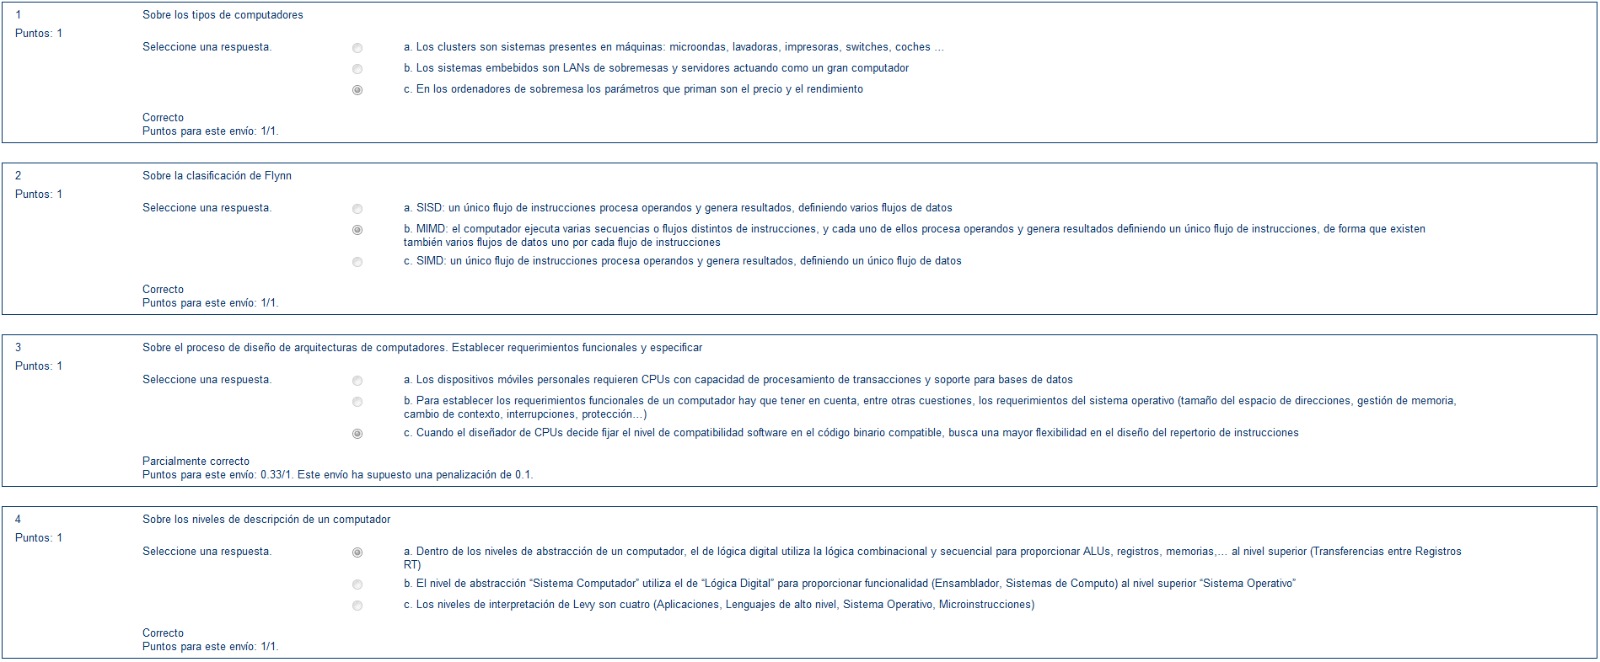 1
Sobre los tipos de computadores
Puntos: 1
Seleccione una respuesta.
a. Los clusters son sistemas presentes en máquinas: microondas, lavadoras, impresoras, switches, coches ...
b. Los sistemas embebidos son LANs de sobremesas y servidores actuando como un gran computador
c. En los ordenadores de sobremesa los parámetros que priman son el precio y el rendimiento
Correcto
Puntos para este envío: 1/1.
2
Sobre la clasificación de Flynn
Puntos: 1
Seleccione una respuesta.
a. SISD: un único flujo de instrucciones procesa operandos y genera resultados, definiendo varios flujos de datos
b. MIMD: el computador ejecuta varias secuencias o flujos distintos de instrucciones, y cada uno de ellos procesa operandos y genera resultados definiendo un único flujo de instrucciones, de forma que existen
también varios flujos de datos uno por cada flujo de instrucciones
c. SIMD: un único flujo de instrucciones procesa operandos y genera resultados, definiendo un único flujo de datos
Correcto
Puntos para este envío: 1/1.
3
Sobre el proceso de diseño de arquitecturas de computadores. Establecer requerimientos funcionales y especificar
Puntos: 1
Seleccione una respuesta.
a. Los dispositivos móviles personales requieren CPUs con capacidad de procesamiento de transacciones y soporte para bases de datos
b. Para establecer los requerimientos funcionales de un computador hay que tener en cuenta, entre otras cuestiones, los requerimientos del sistema operativo (tamaño del espacio de direcciones, gestión de memoria,
cambio de contexto, interrupciones, protección...)
c. Cuando el diseñador de CPUs decide fijar el nivel de compatibilidad software en el código binario compatible, busca una mayor flexibilidad en el diseño del repertorio de instrucciones
Parcialmente correcto
Puntos para este envío: 0.33/1. Este envío ha supuesto una penalización de 0.1.
4
Sobre los niveles de descripción de un computador
Puntos: 1
Seleccione una respuesta.
a. Dentro de los niveles de abstracción de un computador, el de lógica digital utiliza la lógica combinacional y secuencial para proporcionar ALUs, registros, memorias,... al nivel superior (Transferencias entre Registros
RT)
b. El nivel de abstracción “Sistema Computador” utiliza el de “Lógica Digital” para proporcionar funcionalidad (Ensamblador, Sistemas de Computo) al nivel superior “Sistema Operativo”
c. Los niveles de interpretación de Levy son cuatro (Aplicaciones, Lenguajes de alto nivel, Sistema Operativo, Microinstrucciones)
Correcto
Puntos para este envío: 1/1.